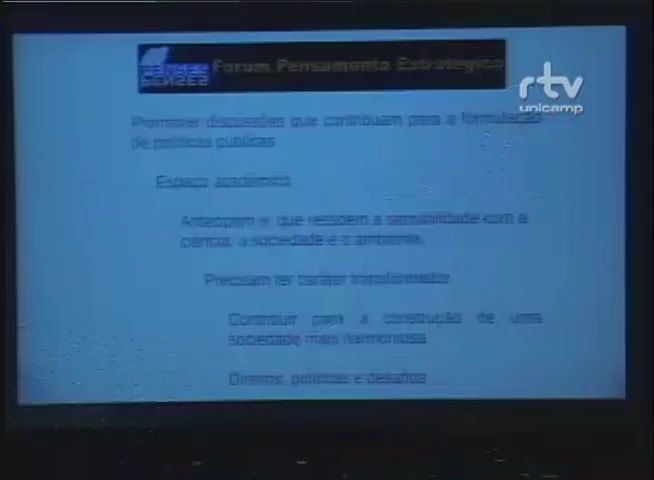 PENSES Forum Pensamento Estratégico
rtv
unicamp
Promover discussões que contribuam para a formulação
de políticas públicas
Espaço acadêmico
Antecipem e, que ressoem a sensibilidade com a
ciência, a sociedade e o ambiente.
Precisam ter caráter transformador
Contribuir para a construção de uma
sociedade mais harmoniosa
Direitos, políticas e desafios